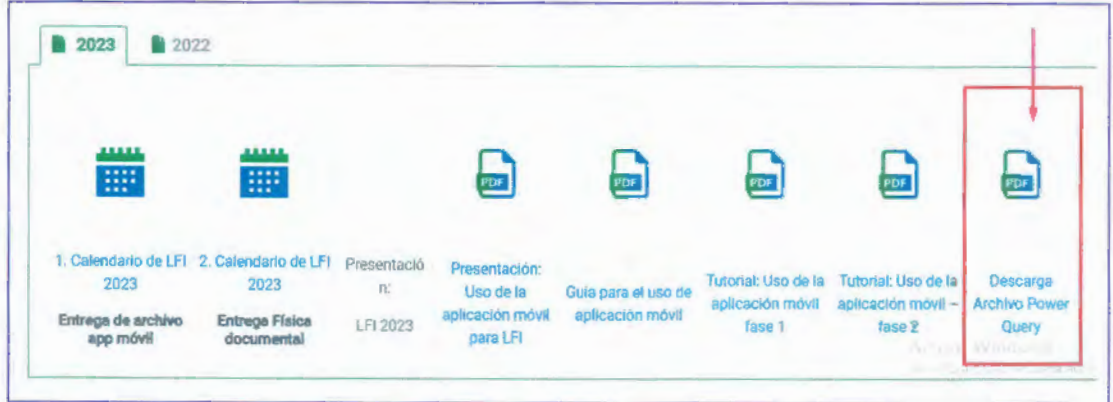 2023
2022
PDF
PDF
PDF
PDF
PDF
1. Calendario de LFI
2023
Entrega de archivo
app móvil
2. Calendario de LFI
2023
Entrega Física
documental
Presentació
n:
LFI 2023
Presentación:
Uso de la
aplicación móvil
para LFI
Guía para el uso de
aplicación móvil
Tutorial: Uso de la
aplicación móvil
fase 1
Tutorial: Uso de la
aplicación móvil –
fase 2
Descarga
Archivo Power
Query